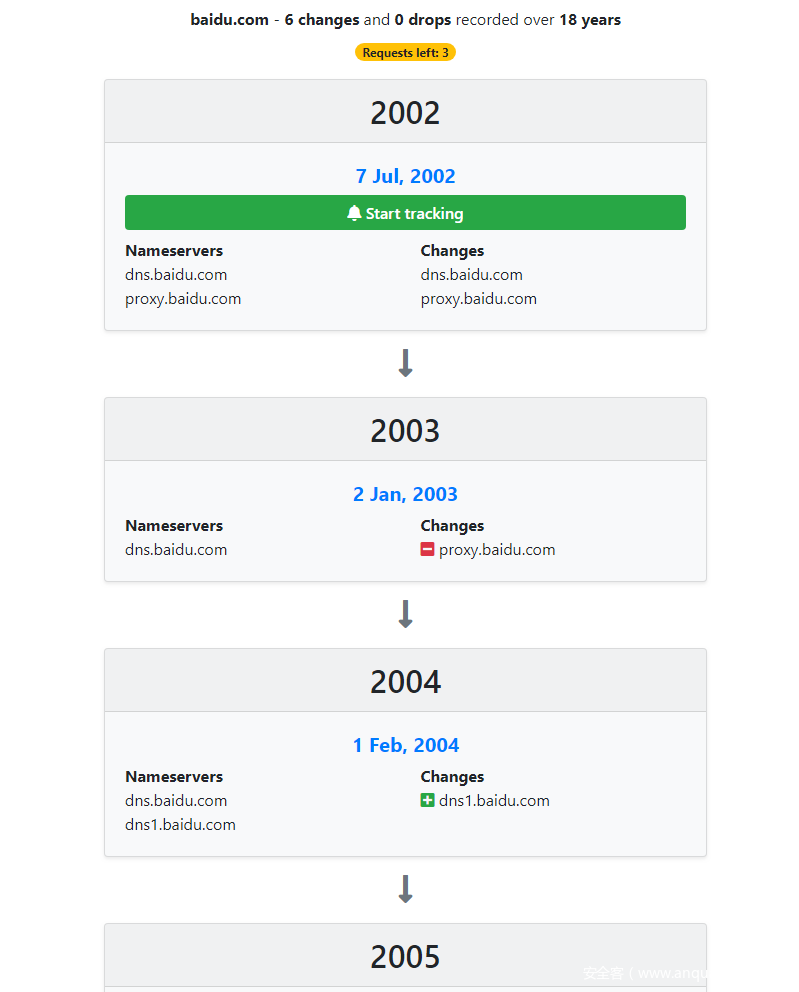 baidu.com - 6 changes and 0 drops recorded over 18 years
Requests left: 3
2002
7 Jul, 2002
Start tracking
Nameservers Changes
dns.baidu.com dns.baidu.com
proxy.baidu.com proxy.baidu.com
2003
2 Jan, 2003
Nameservers Changes
dns.baidu.com proxy.baidu.com
2004
1 Feb, 2004
Nameservers Changes
dns.baidu.com dns1.baidu.com
dns1.baidu.com
2005
安全客 ( www.anqu